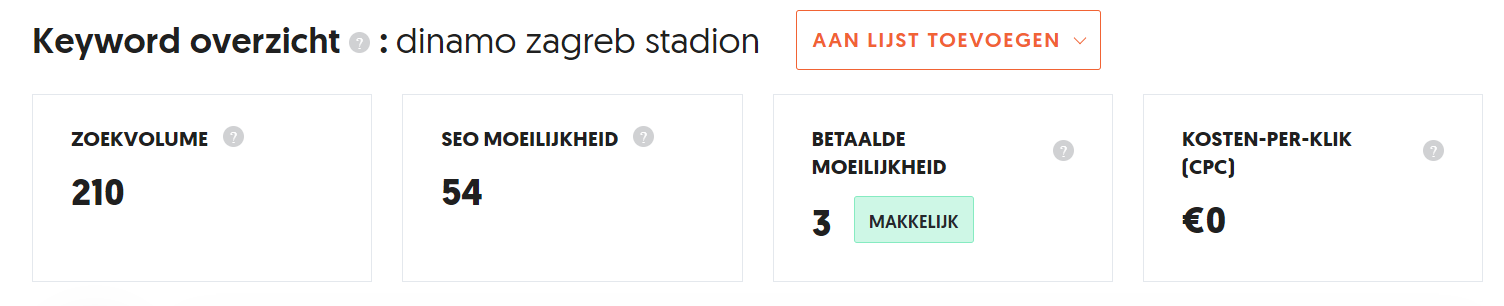 Keyword overzicht ? : dinamo zagreb stadion
AAN LIJST TOEVOEGEN
ZOEKVOLUME ?
210
SEO MOEILIJKHEID ?
54
BETAALDE
MOEILIJKHEID ?
3 MAKKELIJK
KOSTEN-PER-KLIK
(CPC) ?
€0